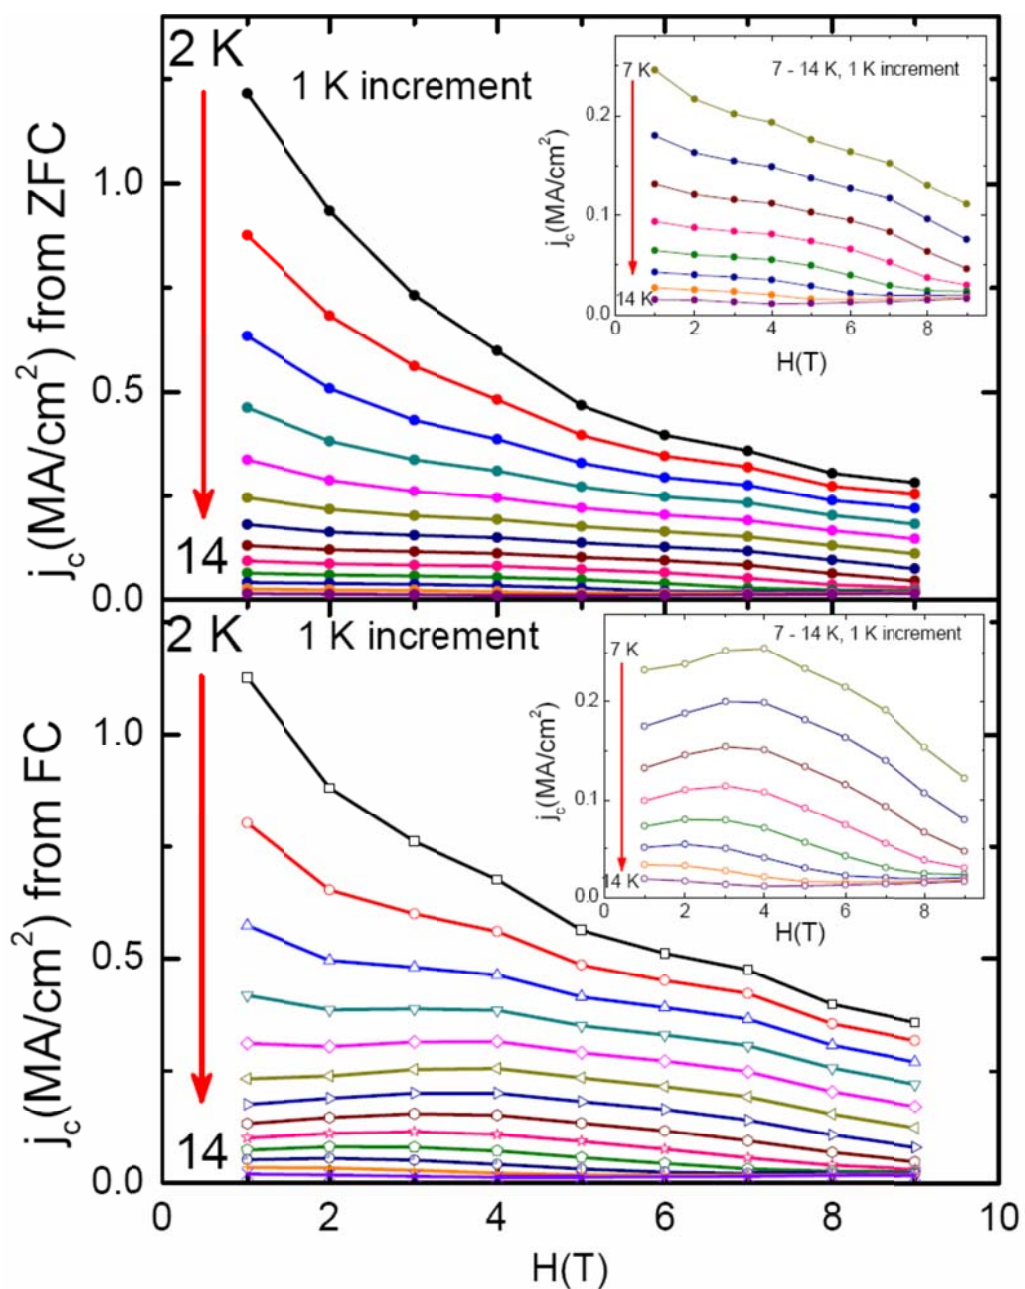 2 K
1 K increment
14
j_c(MA/cm²) from ZFC
1.0
0.5
0.0
7 - 14 K, 1 K increment
7 K
14 K
j_c(MA/cm²)
0.2
0.1
0.0
0 2 4 6 8
H(T)
2 K
1 K increment
14
j_c(MA/cm²) from FC
1.0
0.5
0.0
7 - 14 K, 1 K increment
7 K
14 K
j_c(MA/cm²)
0.2
0.1
0.0
0 2 4 6 8
H(T)
0 2 4 6 8 10
H(T)